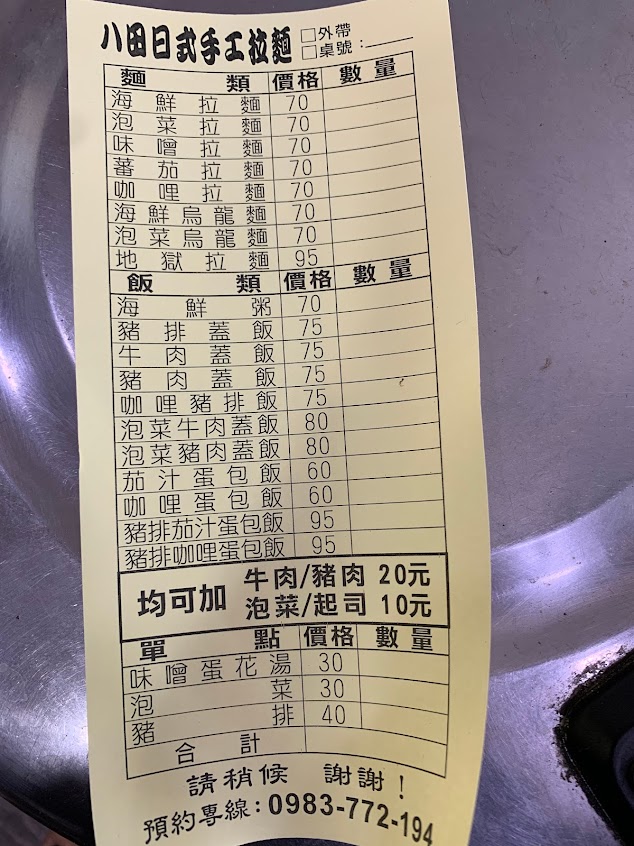 八田日式手工拉麵 □外帶
□桌號：
麵類 價格 數量
海鮮拉麵 70
泡菜拉麵 70
味噌拉麵 70
蕃茄拉麵 70
咖哩拉麵 70
海鮮烏龍麵 70
泡菜烏龍麵 70
地獄拉麵 95
飯類 價格 數量
海鮮粥 70
豬排蓋飯 75
牛肉蓋飯 75
豬肉蓋飯 75
咖哩豬排飯 75
泡菜牛肉蓋飯 80
泡菜豬肉蓋飯 80
茄汁蛋包飯 60
咖哩蛋包飯 60
豬排茄汁蛋包飯 95
豬排咖哩蛋包飯 95
均可加 牛肉/豬肉 20元
泡菜/起司 10元
單點 價格 數量
味噌蛋花湯 30
泡菜 30
豬排 40
合計
請稍候 謝謝！
預約專線：0983-772-194